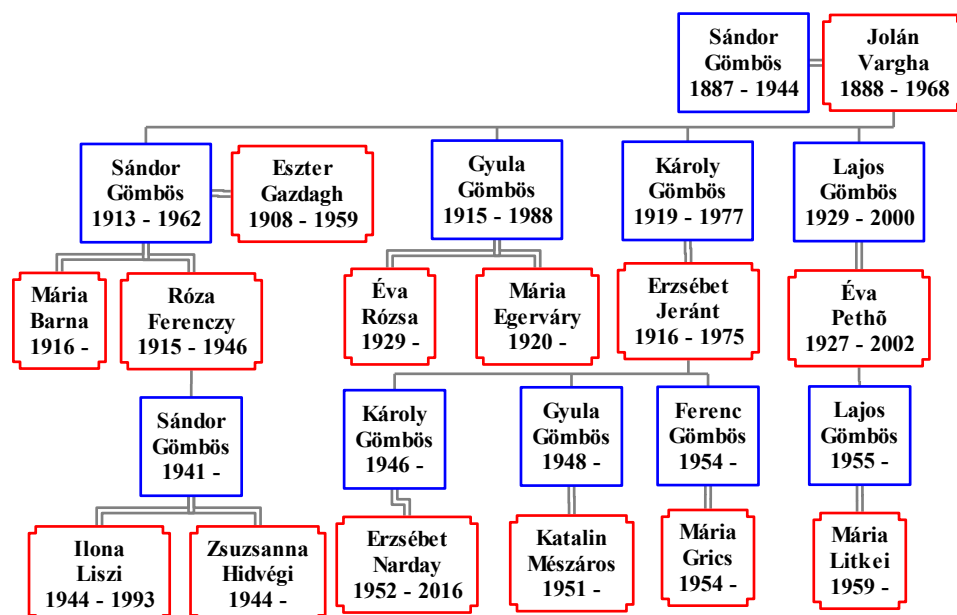 Sándor
Gömbös
1887 - 1944
Jolán
Vargha
1888 - 1968
Sándor
Gömbös
1913 - 1962
Eszter
Gazdagh
1908 - 1959
Gyula
Gömbös
1915 - 1988
Károly
Gömbös
1919 - 1977
Lajos
Gömbös
1929 - 2000
Mária
Barna
1916 -
Róza
Ferenczy
1915 - 1946
Éva
Rózsa
1929 -
Mária
Egerváry
1920 -
Erzsébet
Jeránt
1916 - 1975
Éva
Pethõ
1927 - 2002
Sándor
Gömbös
1941 -
Károly
Gömbös
1946 -
Gyula
Gömbös
1948 -
Ferenc
Gömbös
1954 -
Lajos
Gömbös
1955 -
Ilona
Liszi
1944 - 1993
Zsuzsanna
Hidvégi
1944 -
Erzsébet
Narday
1952 - 2016
Katalin
Mészáros
1951 -
Mária
Grics
1954 -
Mária
Litkei
1959 -